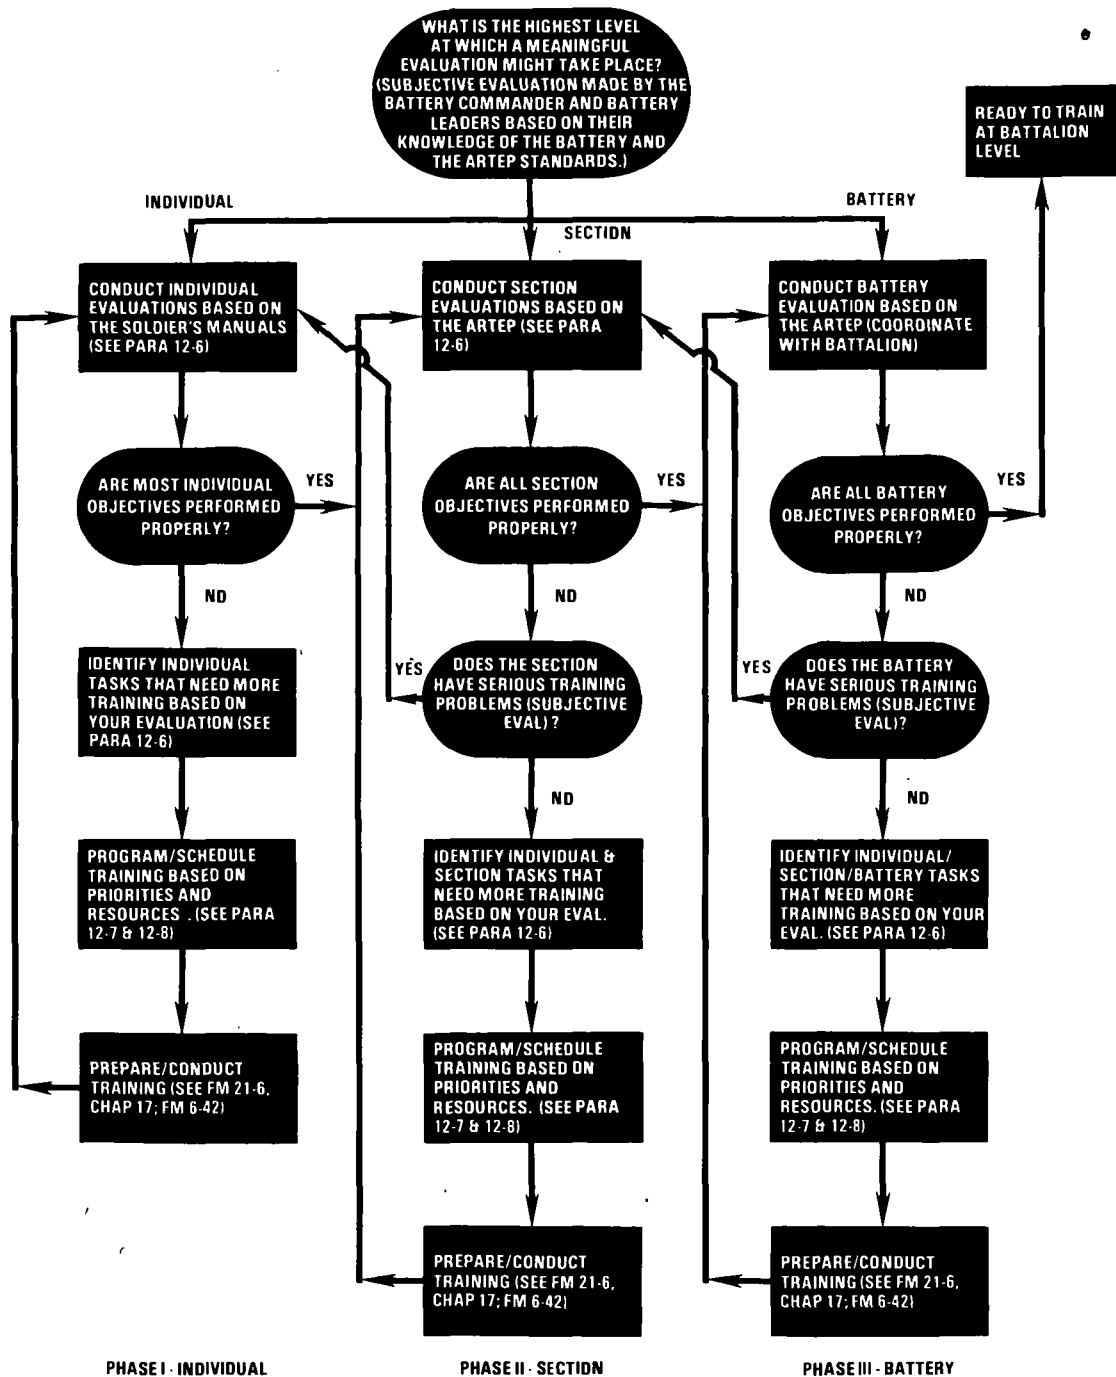 WHAT IS THE HIGHEST LEVEL
AT WHICH A MEANINGFUL
EVALUATION MIGHT TAKE PLACE?
(SUBJECTIVE EVALUATION MADE BY THE
BATTERY COMMANDER AND BATTERY
LEADERS BASED ON THEIR
KNOWLEDGE OF THE BATTERY AND
THE ARTEP STANDARDS.)
READY TO TRAIN
AT BATTALION
LEVEL
INDIVIDUAL
SECTION
BATTERY
CONDUCT INDIVIDUAL
EVALUATIONS BASED ON
THE SOLDIER'S MANUALS
(SEE PARA 12-6)
CONDUCT SECTION
EVALUATIONS BASED ON
THE ARTEP (SEE PARA
12-6)
CONDUCT BATTERY
EVALUATION BASED ON
THE ARTEP (COORDINATE
WITH BATTALION)
ARE MOST INDIVIDUAL
OBJECTIVES PERFORMED
PROPERLY?
YES
ARE ALL SECTION
OBJECTIVES PERFORMED
PROPERLY?
YES
ARE ALL BATTERY
OBJECTIVES PERFORMED
PROPERLY?
YES
ND
ND
ND
IDENTIFY INDIVIDUAL
TASKS THAT NEED MORE
TRAINING BASED ON
YOUR EVALUATION (SEE
PARA 12-6)
YES
DOES THE SECTION
HAVE SERIOUS TRAINING
PROBLEMS (SUBJECTIVE
EVAL) ?
YES
DOES THE BATTERY
HAVE SERIOUS TRAINING
PROBLEMS (SUBJECTIVE
EVAL)?
ND
ND
PROGRAM/SCHEDULE
TRAINING BASED ON
PRIORITIES AND
RESOURCES . (SEE PARA
12-7 & 12-8)
IDENTIFY INDIVIDUAL &
SECTION TASKS THAT
NEED MORE TRAINING
BASED ON YOUR EVAL.
(SEE PARA 12-6)
IDENTIFY INDIVIDUAL/
SECTION/BATTERY TASKS
THAT NEED MORE
TRAINING BASED ON YOUR
EVAL. (SEE PARA 12-6)
PREPARE/CONDUCT
TRAINING (SEE FM 21-6,
CHAP 17; FM 6-42)
PROGRAM/SCHEDULE
TRAINING BASED ON
PRIORITIES AND
RESOURCES. (SEE PARA
12-7 & 12-8)
PROGRAM/SCHEDULE
TRAINING BASED ON
PRIORITIES AND
RESOURCES. (SEE PARA
12-7 & 12-8)
PREPARE/CONDUCT
TRAINING (SEE FM 21-6,
CHAP 17; FM 6-42)
PREPARE/CONDUCT
TRAINING (SEE FM 21-6,
CHAP 17; FM 6-42)
PHASE I - INDIVIDUAL
PHASE II - SECTION
PHASE III - BATTERY